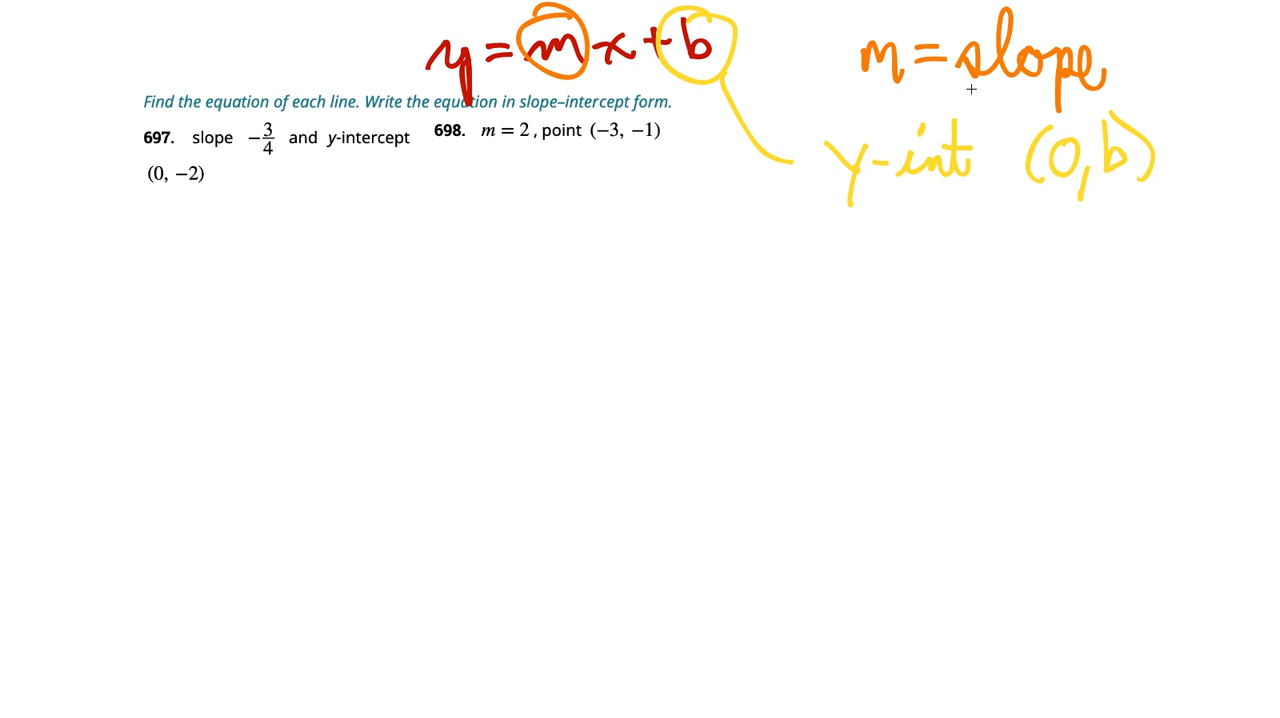 y = mx + b
m = slope
Find the equation of each line. Write the equation in slope–intercept form.
697. slope −3/4 and y-intercept
(0, −2)
698. m = 2, point (−3, −1)
y-int (0, b)